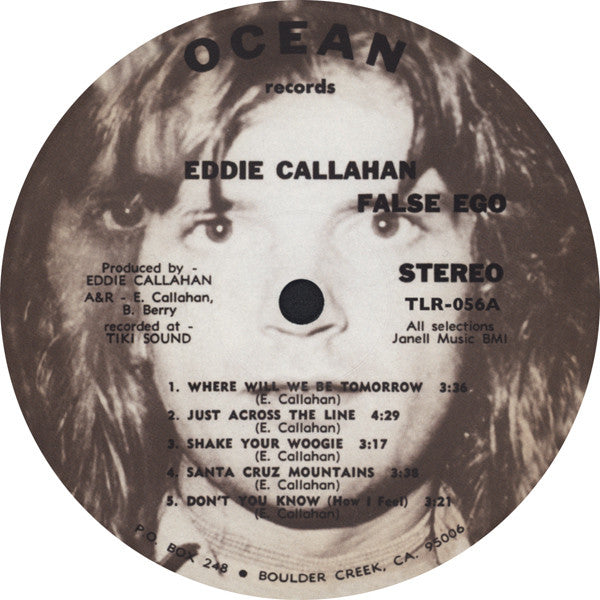 OCEAN
records
EDDIE CALLAHAN
FALSE EGO
Produced by -
EDDIE CALLAHAN
A&R - E. Callahan,
B. Berry
recorded at -
TIKI SOUND
STEREO
TLR-056A
All selections
Janell Music BMI
1. WHERE WILL WE BE TOMORROW 3:36
(E. Callahan)
2. JUST ACROSS THE LINE 4:29
(E. Callahan)
3. SHAKE YOUR WOOGIE 3:17
(E. Callahan)
4. SANTA CRUZ MOUNTAINS 3:38
(E. Callahan)
5. DON'T YOU KNOW (How I Feel) 3:21
(E. Callahan)
P.O. BOX 248 • BOULDER CREEK, CA. 95006